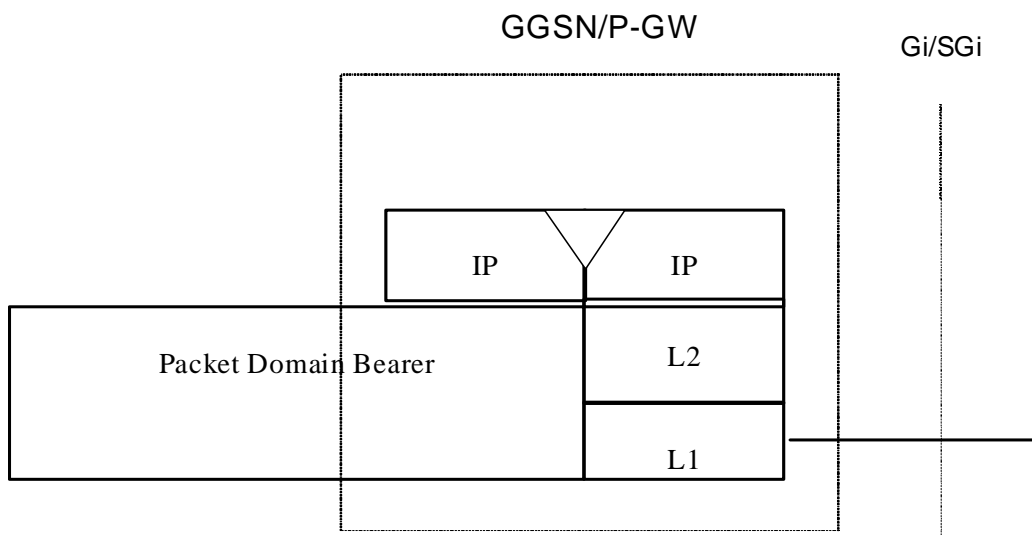 GGSN/P-GW
Gi/SGi
IP
IP
Packet Domain Bearer
L2
L1